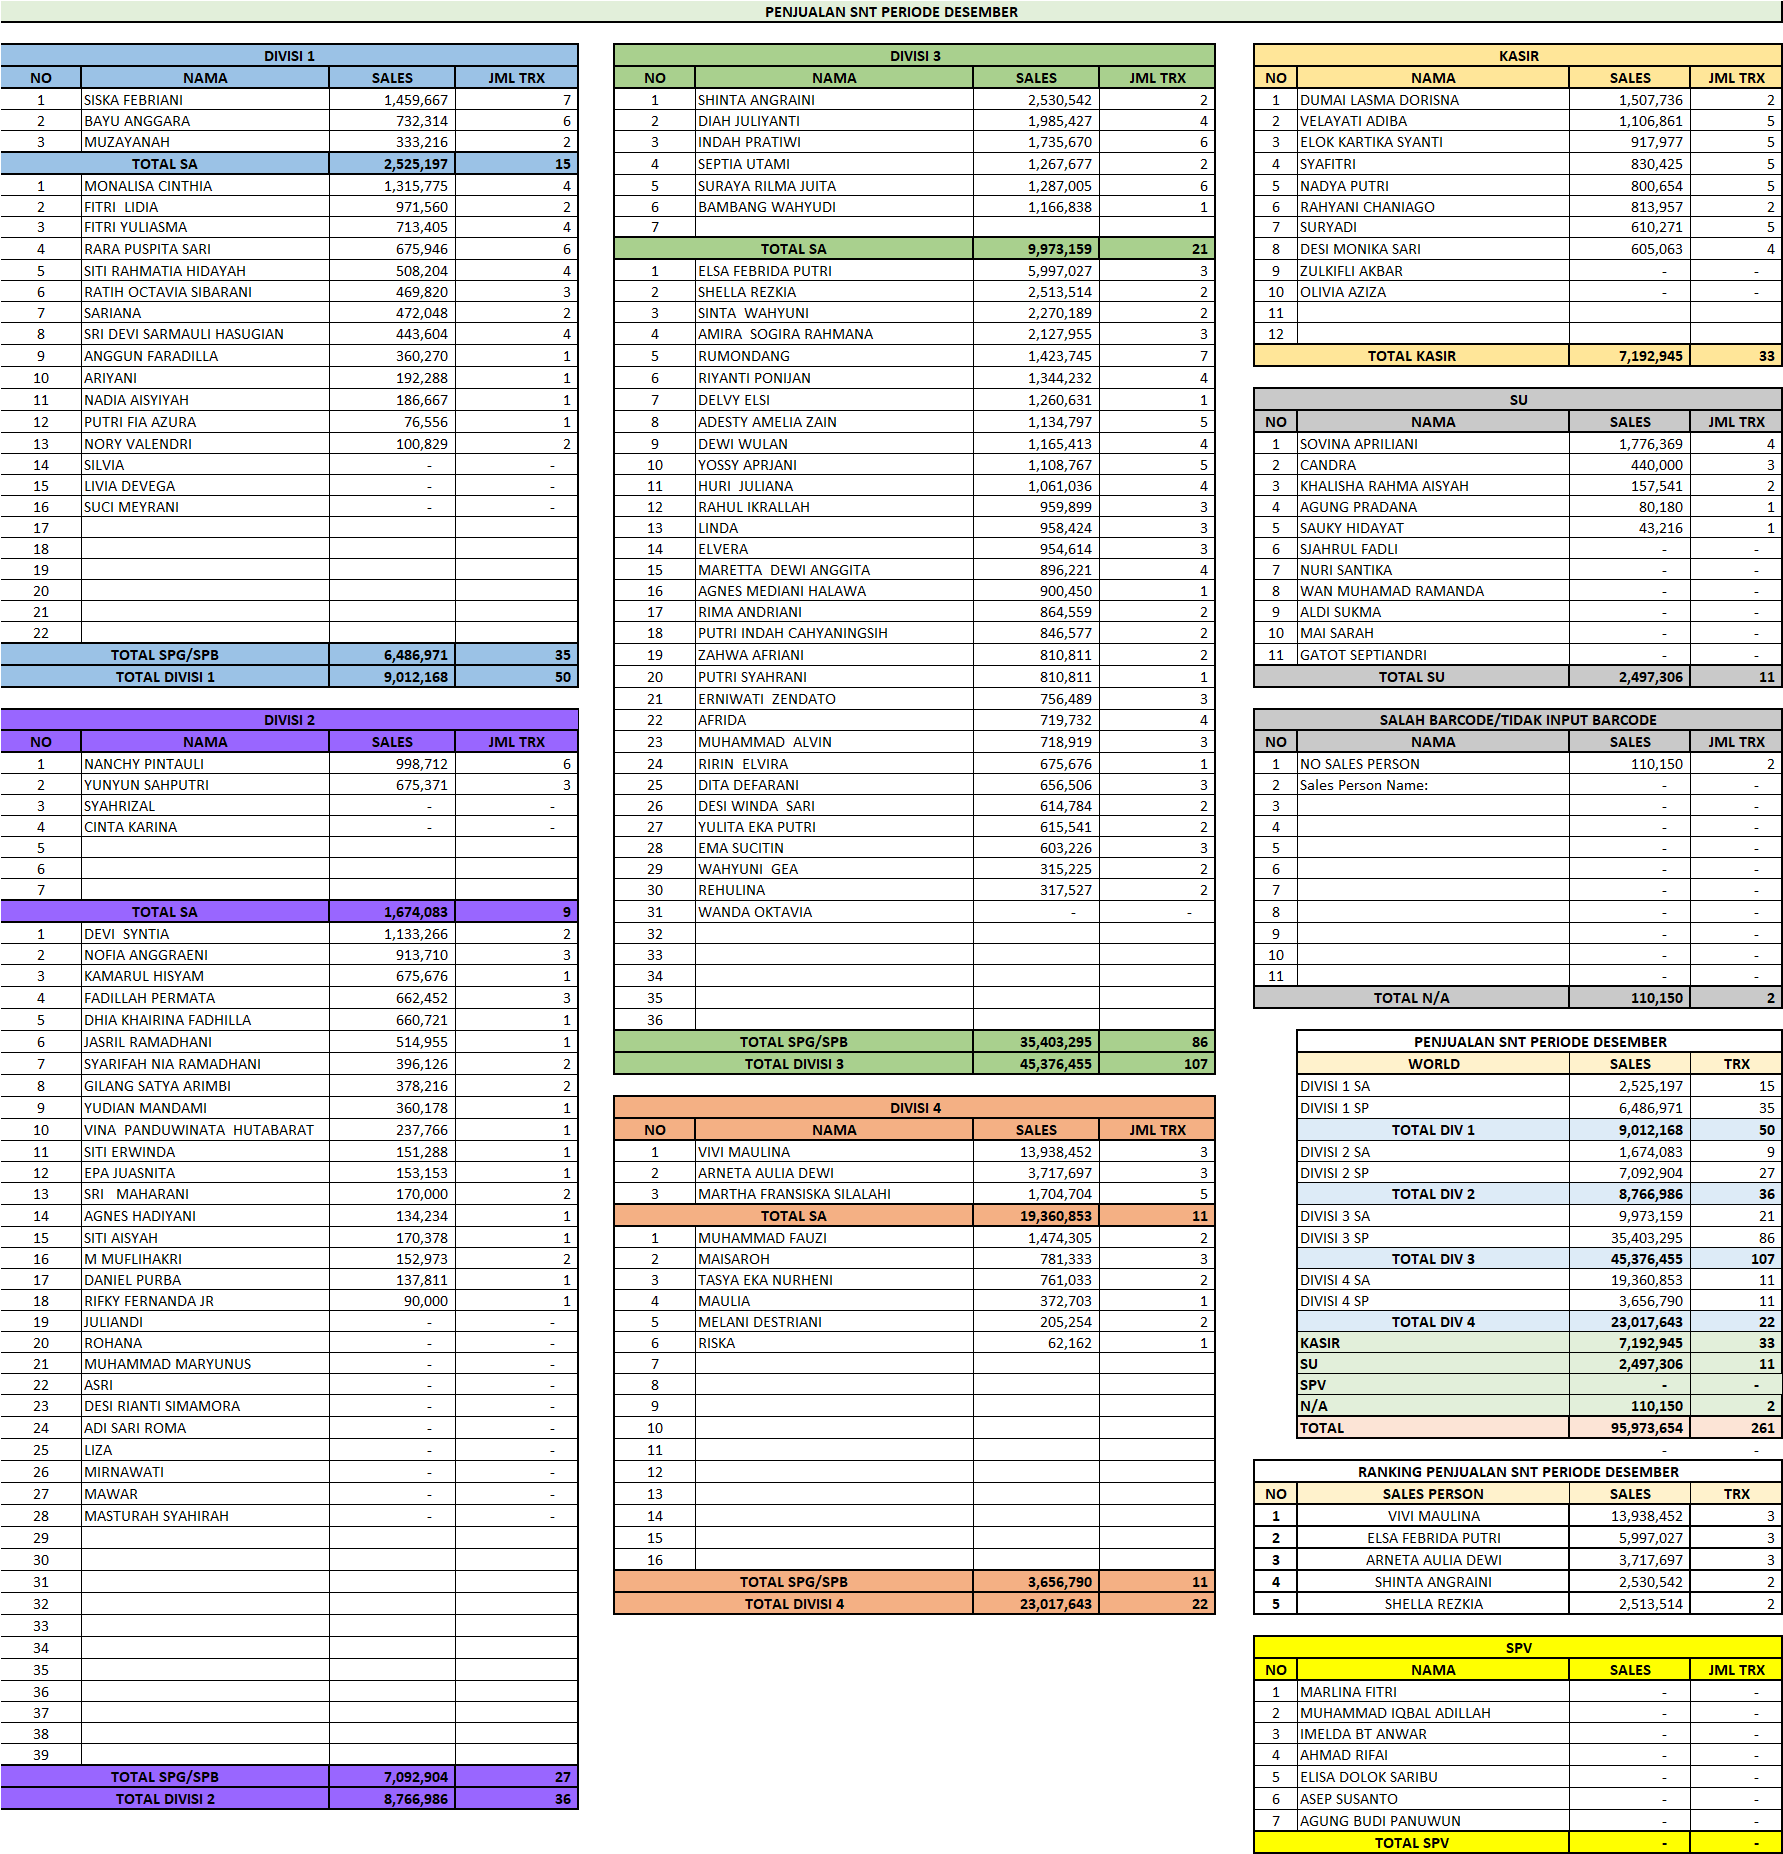 PENJUALAN SNT PERIODE DESEMBER
DIVISI 1
NO NAMA SALES JML TRX
1 SISKA FEBRIANI 1,459,667 7
2 BAYU ANGGARA 732,314 6
3 MUZAYANAH 333,216 2
TOTAL SA 2,525,197 15
1 MONALISA CINTHIA 1,315,775 4
2 FITRI  LIDIA 971,560 2
3 FITRI YULIASMA 713,405 4
4 RARA PUSPITA SARI 675,946 6
5 SITI RAHMATIA HIDAYAH 508,204 4
6 RATIH OCTAVIA SIBARANI 469,820 3
7 SARIANA 472,048 2
8 SRI DEVI SARMAULI HASUGIAN 443,604 4
9 ANGGUN FARADILLA 360,270 1
10 ARIYANI 192,288 1
11 NADIA AISYIYAH 186,667 1
12 PUTRI FIA AZURA 76,556 1
13 NORY VALENDRI 100,829 2
14 SILVIA - -
15 LIVIA DEVEGA - -
16 SUCI MEYRANI - -
17
18
19
20
21
22
TOTAL SPG/SPB 6,486,971 35
TOTAL DIVISI 1 9,012,168 50
DIVISI 2
NO NAMA SALES JML TRX
1 NANCHY PINTAULI 998,712 6
2 YUNYUN SAHPUTRI 675,371 3
3 SYAHRIZAL - -
4 CINTA KARINA - -
5
6
7
TOTAL SA 1,674,083 9
1 DEVI  SYNTIA 1,133,266 2
2 NOFIA ANGGRAENI 913,710 3
3 KAMARUL HISYAM 675,676 1
4 FADILLAH PERMATA 662,452 3
5 DHIA KHAIRINA FADHILLA 660,721 1
6 JASRIL RAMADHANI 514,955 1
7 SYARIFAH NIA RAMADHANI 396,126 2
8 GILANG SATYA ARIMBI 378,216 2
9 YUDIAN MANDAMI 360,178 1
10 VINA  PANDUWINATA  HUTABARAT 237,766 1
11 SITI ERWINDA 151,288 1
12 EPA JUASNITA 153,153 1
13 SRI   MAHARANI 170,000 2
14 AGNES HADIYANI 134,234 1
15 SITI AISYAH 170,378 1
16 M MUFLIHAKRI 152,973 2
17 DANIEL PURBA 137,811 1
18 RIFKY FERNANDA JR 90,000 1
19 JULIANDI - -
20 ROHANA - -
21 MUHAMMAD MARYUNUS - -
22 ASRI - -
23 DESI RIANTI SIMAMORA - -
24 ADI SARI ROMA - -
25 LIZA - -
26 MIRNAWATI - -
27 MAWAR - -
28 MASTURAH SYAHIRAH - -
29
30
31
32
33
34
35
36
37
38
39
TOTAL SPG/SPB 7,092,904 27
TOTAL DIVISI 2 8,766,986 36
DIVISI 3
NO NAMA SALES JML TRX
1 SHINTA ANGRAINI 2,530,542 2
2 DIAH JULIYANTI 1,985,427 4
3 INDAH PRATIWI 1,735,670 6
4 SEPTIA UTAMI 1,267,677 2
5 SURAYA RILMA JUITA 1,287,005 6
6 BAMBANG WAHYUDI 1,166,838 1
7
TOTAL SA 9,973,159 21
1 ELSA FEBRIDA PUTRI 5,997,027 3
2 SHELLA REZKIA 2,513,514 2
3 SINTA  WAHYUNI 2,270,189 2
4 AMIRA  SOGIRA RAHMANA 2,127,955 3
5 RUMONDANG 1,423,745 7
6 RIYANTI PONIJAN 1,344,232 4
7 DELVY ELSI 1,260,631 1
8 ADESTY AMELIA ZAIN 1,134,797 5
9 DEWI WULAN 1,165,413 4
10 YOSSY APRJANI 1,108,767 5
11 HURI  JULIANA 1,061,036 4
12 RAHUL IKRALLAH 959,899 3
13 LINDA 958,424 3
14 ELVERA 954,614 3
15 MARETTA  DEWI ANGGITA 896,221 4
16 AGNES MEDIANI HALAWA 900,450 1
17 RIMA ANDRIANI 864,559 2
18 PUTRI INDAH CAHYANINGSIH 846,577 2
19 ZAHWA AFRIANI 810,811 2
20 PUTRI SYAHRANI 810,811 1
21 ERNIWATI  ZENDATO 756,489 3
22 AFRIDA 719,732 4
23 MUHAMMAD  ALVIN 718,919 3
24 RIRIN  ELVIRA 675,676 1
25 DITA DEFARANI 656,506 3
26 DESI WINDA  SARI 614,784 2
27 YULITA EKA PUTRI 615,541 2
28 EMA SUCITIN 603,226 3
29 WAHYUNI  GEA 315,225 2
30 REHULINA 317,527 2
31 WANDA OKTAVIA - -
32
33
34
35
36
TOTAL SPG/SPB 35,403,295 86
TOTAL DIVISI 3 45,376,455 107
DIVISI 4
NO NAMA SALES JML TRX
1 VIVI MAULINA 13,938,452 3
2 ARNETA AULIA DEWI 3,717,697 3
3 MARTHA FRANSISKA SILALAHI 1,704,704 5
TOTAL SA 19,360,853 11
1 MUHAMMAD FAUZI 1,474,305 2
2 MAISAROH 781,333 3
3 TASYA EKA NURHENI 761,033 2
4 MAULIA 372,703 1
5 MELANI DESTRIANI 205,254 2
6 RISKA 62,162 1
7
8
9
10
11
12
13
14
15
16
TOTAL SPG/SPB 3,656,790 11
TOTAL DIVISI 4 23,017,643 22
KASIR
NO NAMA SALES JML TRX
1 DUMAI LASMA DORISNA 1,507,736 2
2 VELAYATI ADIBA 1,106,861 5
3 ELOK KARTIKA SYANTI 917,977 5
4 SYAFITRI 830,425 5
5 NADYA PUTRI 800,654 5
6 RAHYANI CHANIAGO 813,957 2
7 SURYADI 610,271 5
8 DESI MONIKA SARI 605,063 4
9 ZULKIFLI AKBAR - -
10 OLIVIA AZIZA - -
11
12
TOTAL KASIR 7,192,945 33
SU
NO NAMA SALES JML TRX
1 SOVINA APRILIANI 1,776,369 4
2 CANDRA 440,000 3
3 KHALISHA RAHMA AISYAH 157,541 2
4 AGUNG PRADANA 80,180 1
5 SAUKY HIDAYAT 43,216 1
6 SJAHRUL FADLI - -
7 NURI SANTIKA - -
8 WAN MUHAMAD RAMANDA - -
9 ALDI SUKMA - -
10 MAI SARAH - -
11 GATOT SEPTIANDRI - -
TOTAL SU 2,497,306 11
SALAH BARCODE/TIDAK INPUT BARCODE
NO NAMA SALES JML TRX
1 NO SALES PERSON 110,150 2
2 Sales Person Name: - -
3 - -
4 - -
5 - -
6 - -
7 - -
8 - -
9 - -
10 - -
11 - -
TOTAL N/A 110,150 2
PENJUALAN SNT PERIODE DESEMBER
WORLD SALES TRX
DIVISI 1 SA 2,525,197 15
DIVISI 1 SP 6,486,971 35
TOTAL DIV 1 9,012,168 50
DIVISI 2 SA 1,674,083 9
DIVISI 2 SP 7,092,904 27
TOTAL DIV 2 8,766,986 36
DIVISI 3 SA 9,973,159 21
DIVISI 3 SP 35,403,295 86
TOTAL DIV 3 45,376,455 107
DIVISI 4 SA 19,360,853 11
DIVISI 4 SP 3,656,790 11
TOTAL DIV 4 23,017,643 22
KASIR 7,192,945 33
SU 2,497,306 11
SPV - -
N/A 110,150 2
TOTAL 95,973,654 261
- -
RANKING PENJUALAN SNT PERIODE DESEMBER
NO SALES PERSON SALES TRX
1 VIVI MAULINA 13,938,452 3
2 ELSA FEBRIDA PUTRI 5,997,027 3
3 ARNETA AULIA DEWI 3,717,697 3
4 SHINTA ANGRAINI 2,530,542 2
5 SHELLA REZKIA 2,513,514 2
SPV
NO NAMA SALES JML TRX
1 MARLINA FITRI - -
2 MUHAMMAD IQBAL ADILLAH - -
3 IMELDA BT ANWAR - -
4 AHMAD RIFAI - -
5 ELISA DOLOK SARIBU - -
6 ASEP SUSANTO - -
7 AGUNG BUDI PANUWUN - -
TOTAL SPV - -